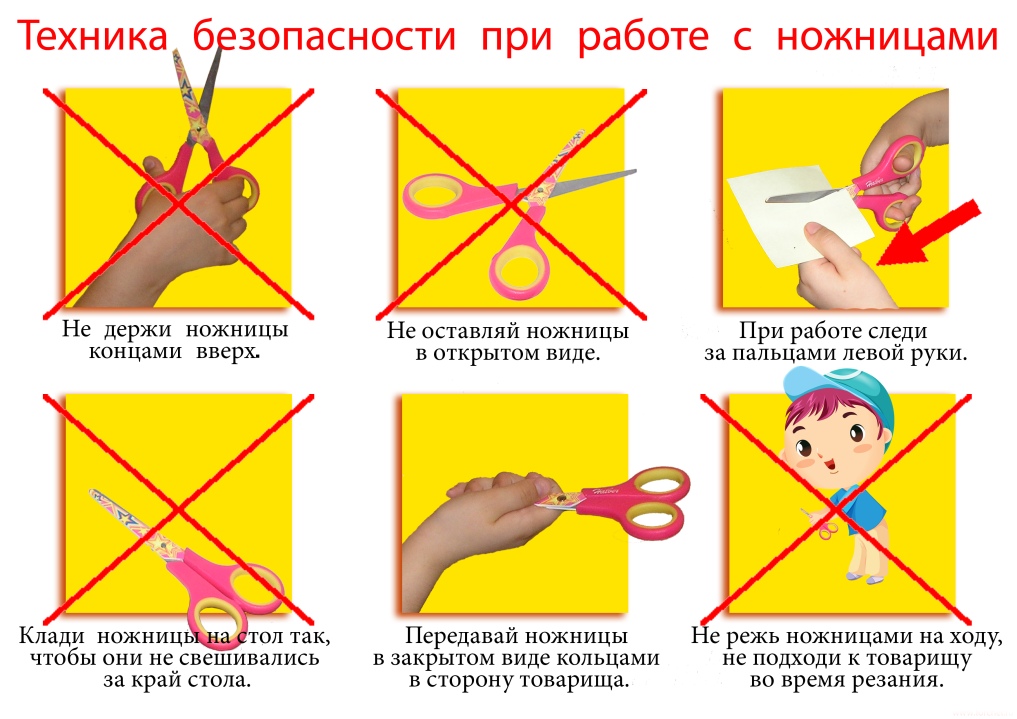 Техника безопасности при работе с ножницами
Не держи ножницы
концами вверх.
Не оставляй ножницы
в открытом виде.
При работе следи
за пальцами левой руки.
Клади ножницы на стол так,
чтобы они не свешивались
за край стола.
Передавай ножницы
в закрытом виде кольцами
в сторону товарища.
Не режь ножницами на ходу,
не подходи к товарищу
во время резания.